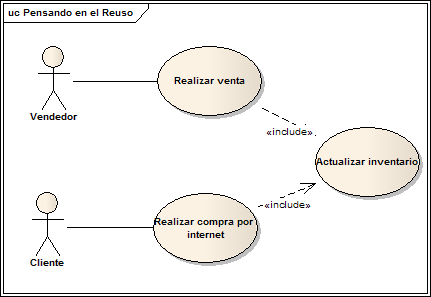 uc Pensando en el Reuso
Realizar venta
Vendedor
«include»
Actualizar inventario
«include»
Realizar compra por
internet
Cliente